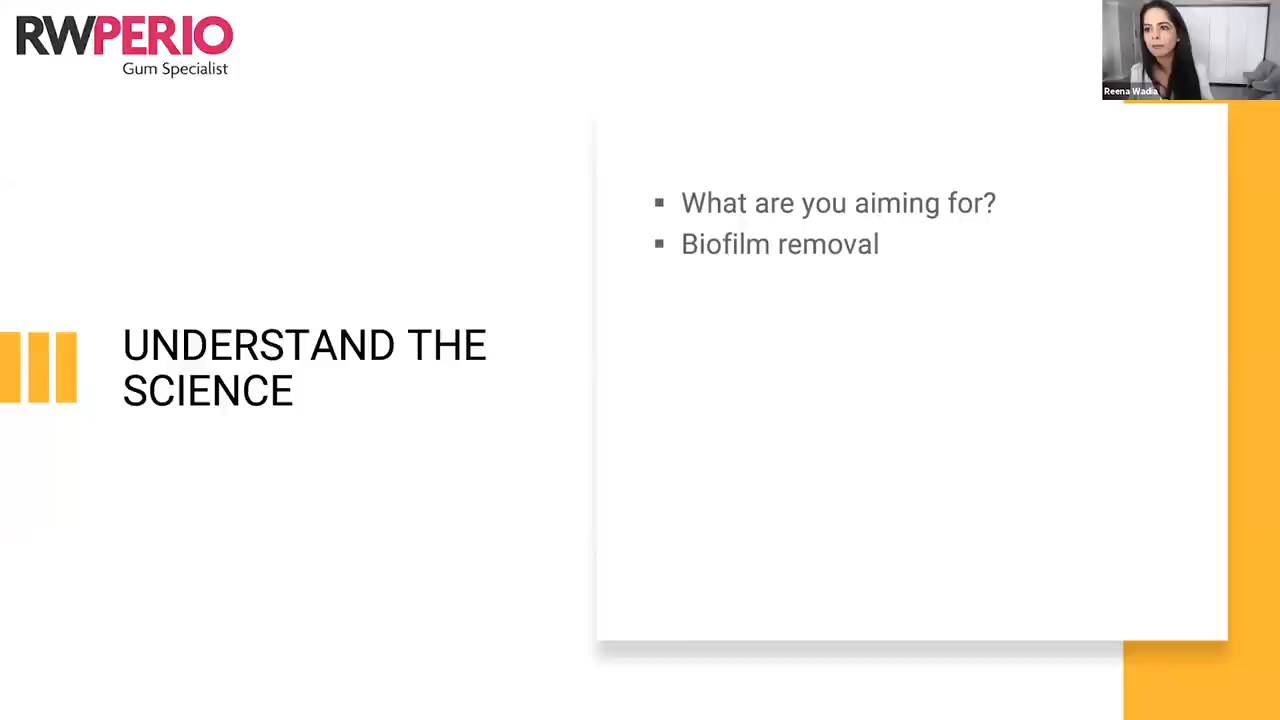 RWPERIO
Gum Specialist
Reena Wadia
▪ What are you aiming for?
▪ Biofilm removal
UNDERSTAND THE
SCIENCE